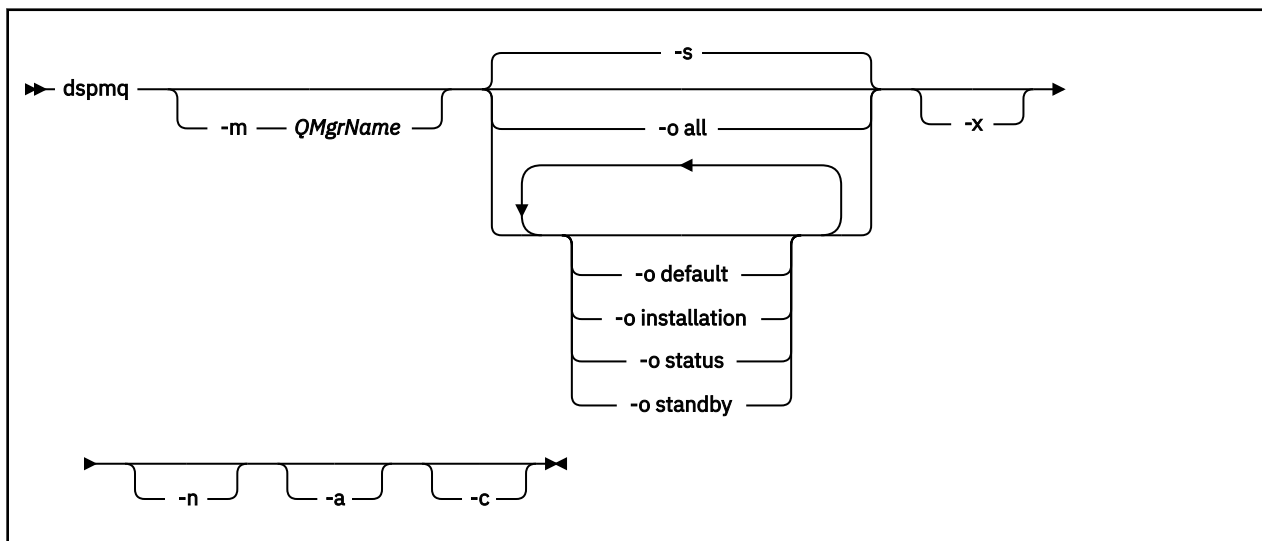 -s
dspmq
-m QMgrName
-o all
-x
-o default
-o installation
-o status
-o standby
-n -a -c